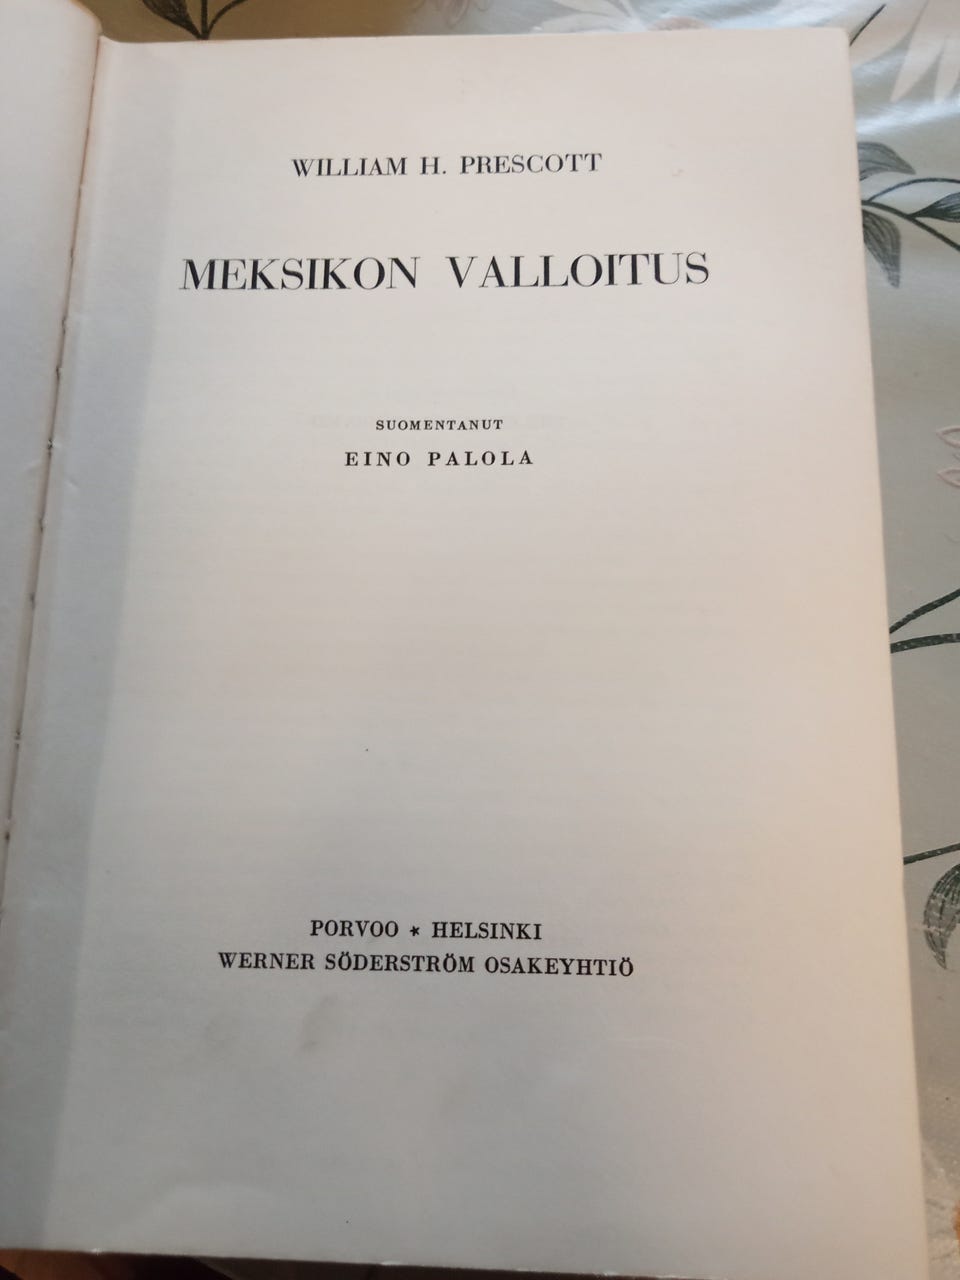 WILLIAM H. PRESCOTT
MEKSIKON VALLOITUS
SUOMENTANUT
EINO PALOLA
PORVOO * HELSINKI
WERNER SÖDERSTRÖM OSAKEYHTIÖ